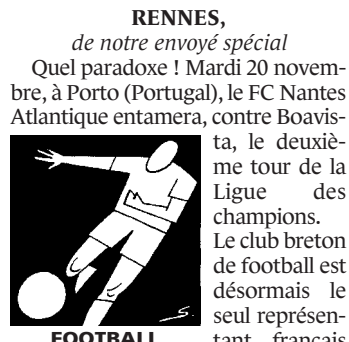 RENNES,
de notre envoyé spécial
Quel paradoxe ! Mardi 20 novem-
bre, à Porto (Portugal), le FC Nantes
Atlantique entamera, contre Boavis-
ta, le deuxiè-
me tour de la
Ligue des
champions.
Le club breton
de football est
désormais le
seul représen-
tant français
S.
FOOTBALL